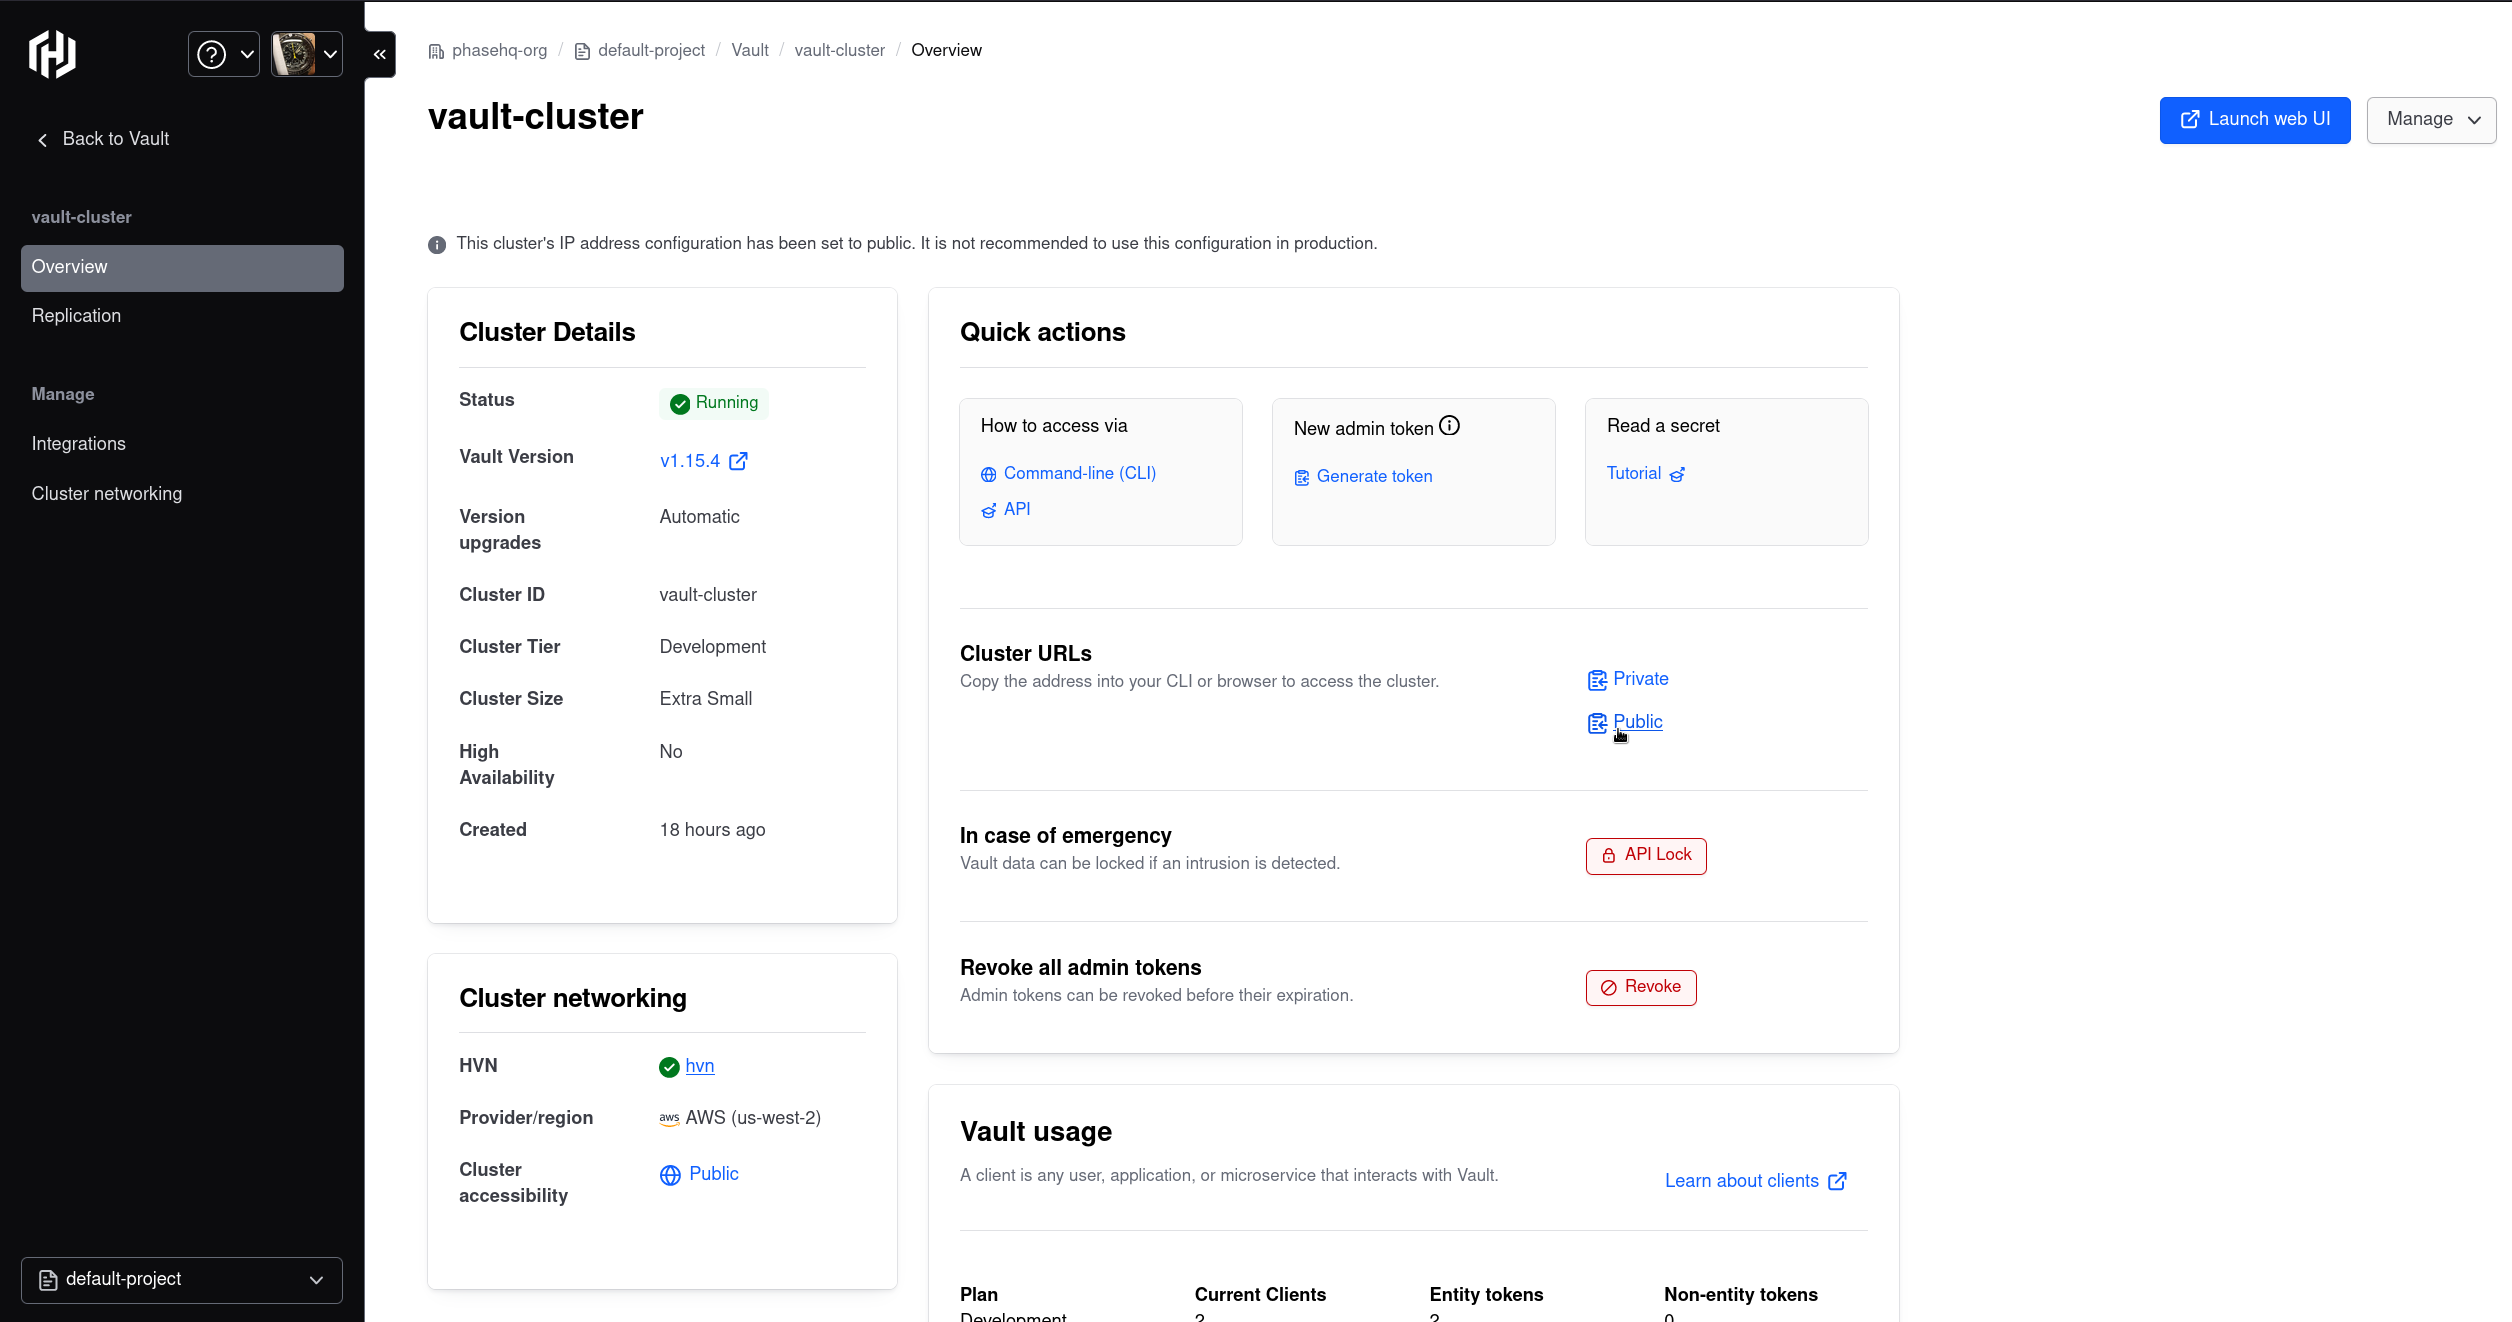 phasehq-org / default-project / Vault / vault-cluster / Overview
vault-cluster
Launch web UI
Manage
Back to Vault
vault-cluster
Overview
Replication
Manage
Integrations
Cluster networking
default-project
This cluster's IP address configuration has been set to public. It is not recommended to use this configuration in production.
Cluster Details
Status
Running
Vault Version
v1.15.4
Version
upgrades
Automatic
Cluster ID
vault-cluster
Cluster Tier
Development
Cluster Size
Extra Small
High
Availability
No
Created
18 hours ago
Cluster networking
HVN
hvn
Provider/region
aws AWS (us-west-2)
Cluster
accessibility
Public
Quick actions
How to access via
Command-line (CLI)
API
New admin token
Generate token
Read a secret
Tutorial
Cluster URLs
Copy the address into your CLI or browser to access the cluster.
Private
Public
In case of emergency
Vault data can be locked if an intrusion is detected.
API Lock
Revoke all admin tokens
Admin tokens can be revoked before their expiration.
Revoke
Vault usage
A client is any user, application, or microservice that interacts with Vault.
Learn about clients
Plan
Development
Current Clients
2
Entity tokens
2
Non-entity tokens
0